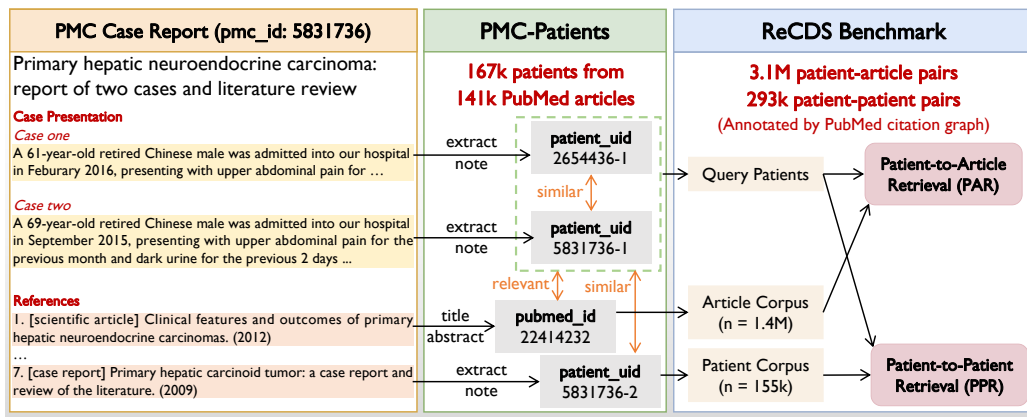 PMC Case Report (pmc_id: 5831736)
Primary hepatic neuroendocrine carcinoma:
report of two cases and literature review
Case Presentation
Case one
A 61-year-old retired Chinese male was admitted into our hospital
in Feburary 2016, presenting with upper abdominal pain for …
Case two
A 69-year-old retired Chinese male was admitted into our hospital
in September 2015, presenting with upper abdominal pain for the
previous month and dark urine for the previous 2 days ...
References
1. [scientific article] Clinical features and outcomes of primary
hepatic neuroendocrine carcinomas. (2012)
…
7. [case report] Primary hepatic carcinoid tumor: a case report and
review of the literature. (2009)
PMC-Patients
167k patients from
141k PubMed articles
extract
note
patient_uid
2654436-1
similar
extract
note
patient_uid
5831736-1
relevant
similar
title
abstract
pubmed_id
22414232
extract
note
patient_uid
5831736-2
ReCDS Benchmark
3.1M patient-article pairs
293k patient-patient pairs
(Annotated by PubMed citation graph)
Query Patients
Patient-to-Article
Retrieval (PAR)
Article Corpus
(n = 1.4M)
Patient Corpus
(n = 155k)
Patient-to-Patient
Retrieval (PPR)